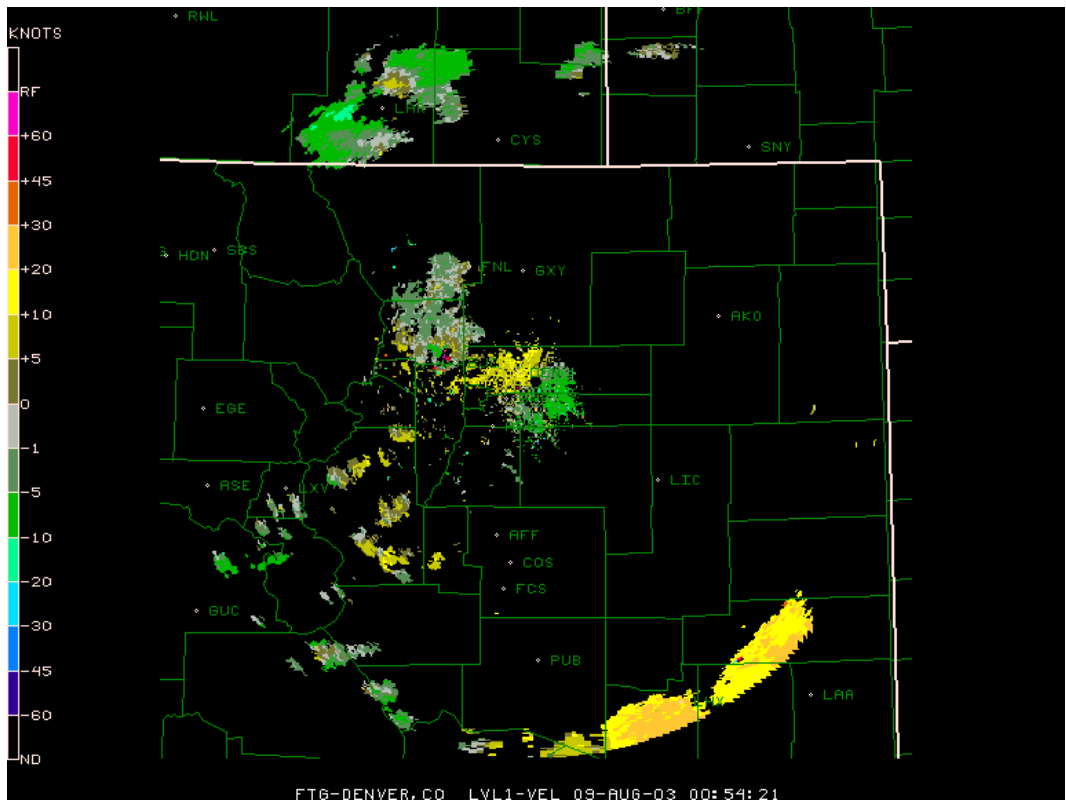 RWL
BFF
KNOTS
RF
+60
+45
+30
+20
+10
+5
0
-1
-5
-10
-20
-30
-45
-60
ND
LAR
CYS
SNY
HDN
SBS
FNL
GXY
AKO
EGE
ASE
LXV
LIC
AFF
COS
FCS
GUC
PUB
LAA
FTG-DENVER,CO LVL1-VEL 09-AUG-03 00:54:21